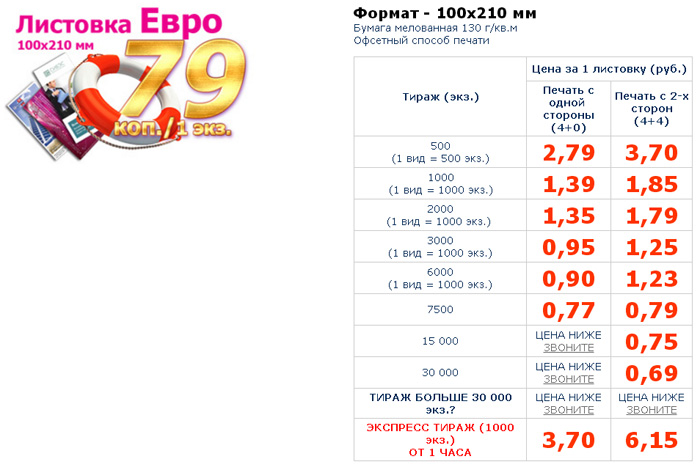 Листовка Евро
100х210 мм
79
коп./1 экз.
Формат - 100х210 мм
Бумага мелованная 130 г/кв.м
Офсетный способ печати
Тираж (экз.)
Цена за 1 листовку (руб.)
Печать с одной стороны (4+0)
Печать с 2-х сторон (4+4)
500
(1 вид = 500 экз.)
2,79
3,70
1000
(1 вид = 1000 экз.)
1,39
1,85
2000
(1 вид = 1000 экз.)
1,35
1,79
3000
(1 вид = 1000 экз.)
0,95
1,25
6000
(1 вид = 1000 экз.)
0,90
1,23
7500
0,77
0,79
15 000
ЦЕНА НИЖЕ
ЗВОНИТЕ
0,75
30 000
ЦЕНА НИЖЕ
ЗВОНИТЕ
0,69
ТИРАЖ БОЛЬШЕ 30 000
экз.?
ЦЕНА НИЖЕ
ЗВОНИТЕ
ЦЕНА НИЖЕ
ЗВОНИТЕ
ЭКСПРЕСС ТИРАЖ (1000
экз.)
ОТ 1 ЧАСА
3,70
6,15